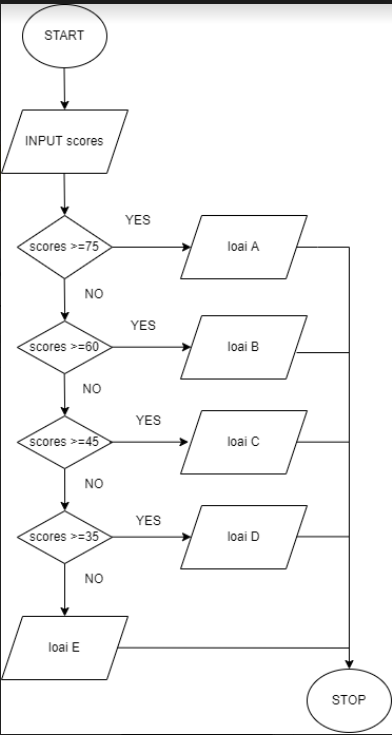 START
INPUT scores
YES
scores >=75
loai A
NO
YES
scores >=60
loai B
NO
YES
scores >=45
loai C
NO
YES
scores >=35
loai D
NO
loai E
STOP